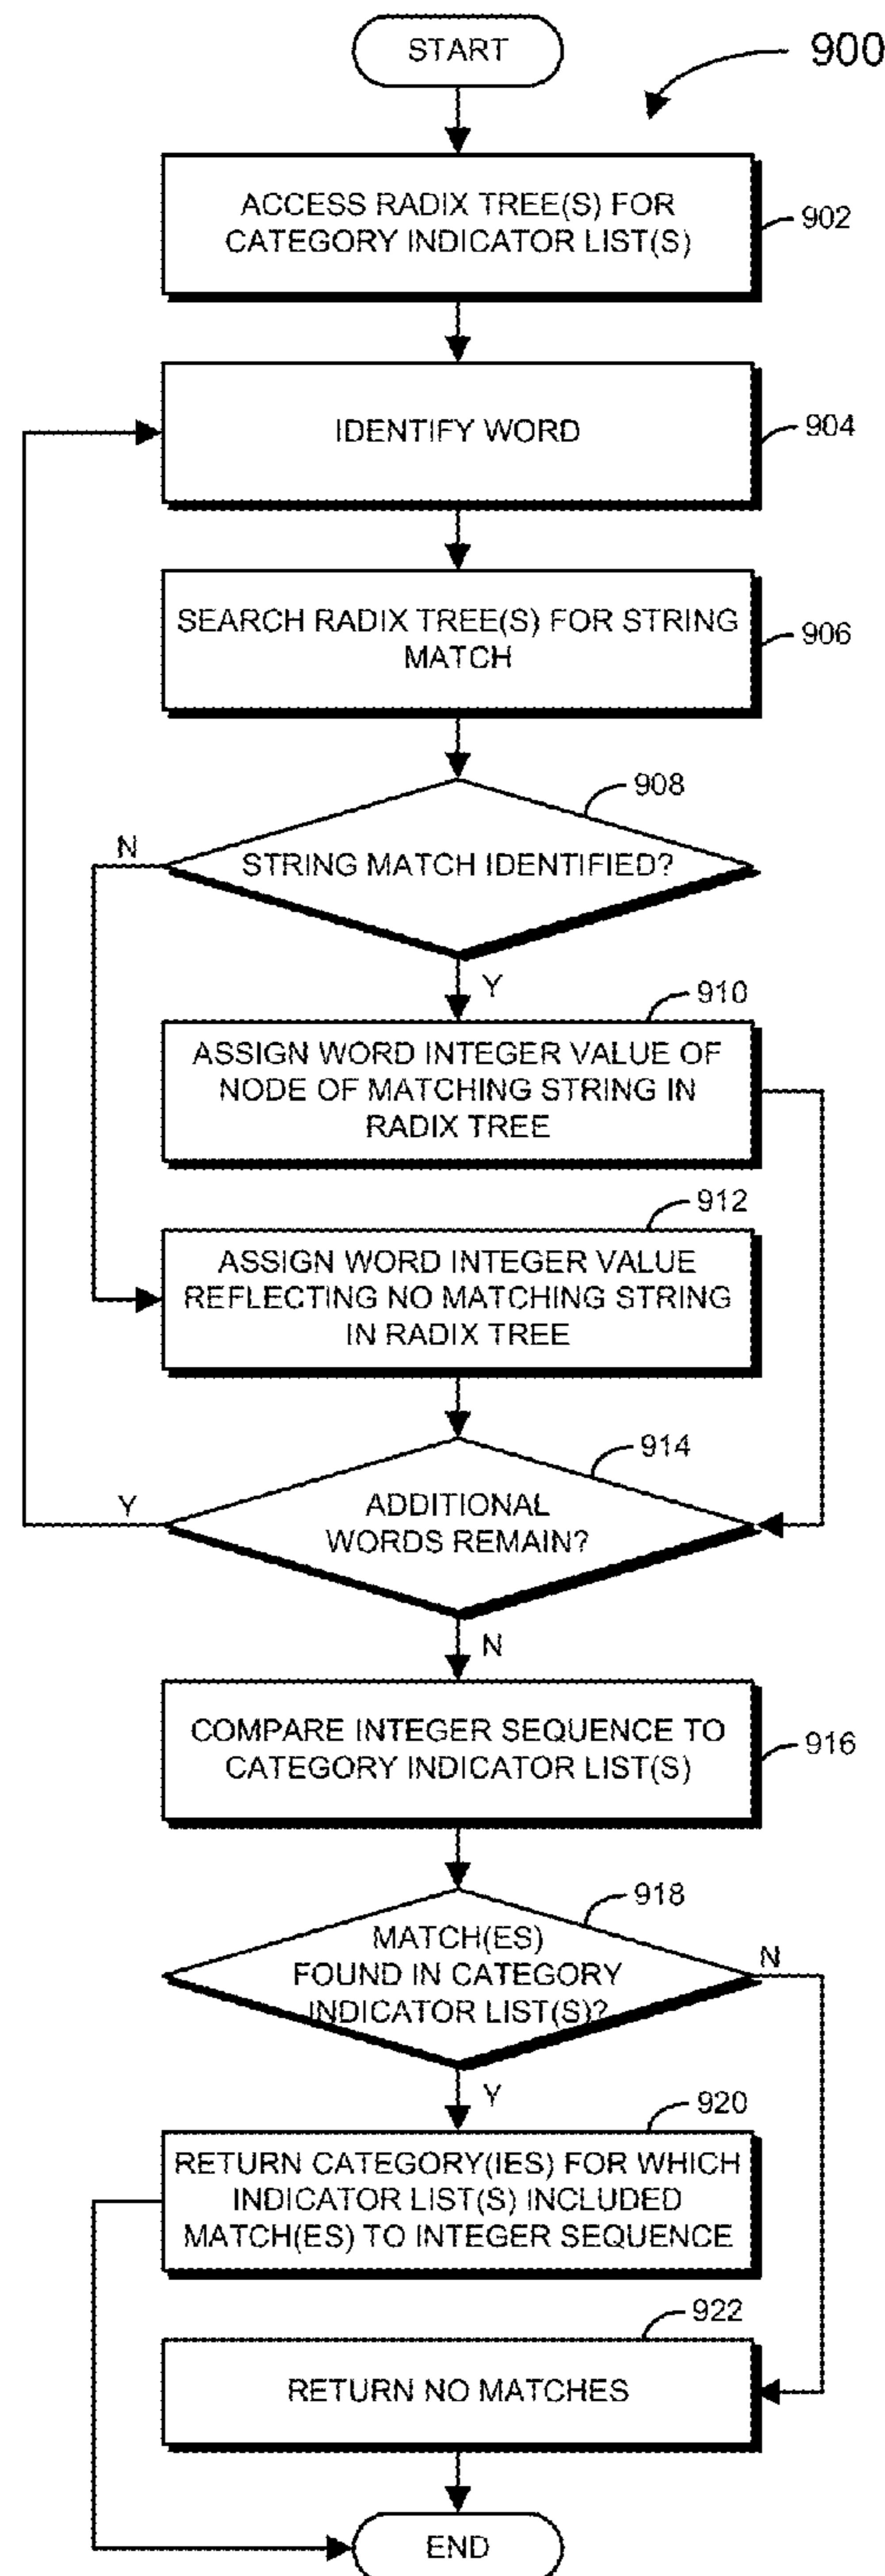 START
900
ACCESS RADIX TREE(S) FOR
CATEGORY INDICATOR LIST(S)
902
IDENTIFY WORD
904
SEARCH RADIX TREE(S) FOR STRING
MATCH
906
908
N
STRING MATCH IDENTIFIED?
Y
910
ASSIGN WORD INTEGER VALUE OF
NODE OF MATCHING STRING IN
RADIX TREE
912
ASSIGN WORD INTEGER VALUE
REFLECTING NO MATCHING STRING
IN RADIX TREE
914
Y
ADDITIONAL
WORDS REMAIN?
N
COMPARE INTEGER SEQUENCE TO
CATEGORY INDICATOR LIST(S)
916
918
MATCH(ES)
FOUND IN CATEGORY
INDICATOR LIST(S)?
N
Y
920
RETURN CATEGORY(IES) FOR WHICH
INDICATOR LIST(S) INCLUDED
MATCH(ES) TO INTEGER SEQUENCE
922
RETURN NO MATCHES
END